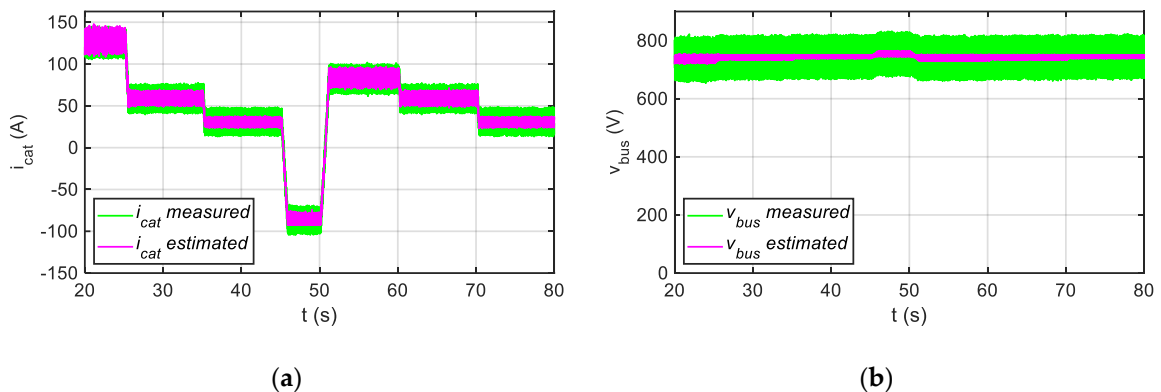 150
100
50
0
-50
-100
-150
20 30 40 50 60 70 80
i_cat (A)
t (s)
i_cat measured
i_cat estimated
(a)
800
600
400
200
0
20 30 40 50 60 70 80
v_bus (V)
t (s)
v_bus measured
v_bus estimated
(b)